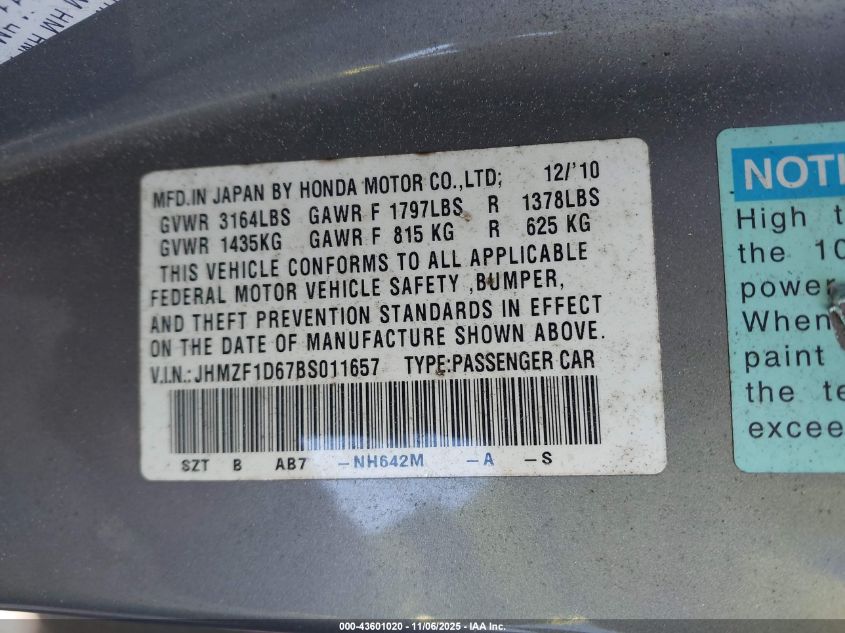 MFD.IN JAPAN BY HONDA MOTOR CO.,LTD; 12/'10
GVWR 3164LBS GAWR F 1797LBS R 1378LBS
GVWR 1435KG GAWR F 815 KG R 625 KG
THIS VEHICLE CONFORMS TO ALL APPLICABLE
FEDERAL MOTOR VEHICLE SAFETY ,BUMPER,
AND THEFT PREVENTION STANDARDS IN EFFECT
ON THE DATE OF MANUFACTURE SHOWN ABOVE.
V.I.N.: JHMZF1D67BS011657 TYPE:PASSENGER CAR
SZT B AB7 -NH642M -A -S
NOTI
High t
the 10
power
When
paint
the te
excee
000-43601020 - 11/06/2025 - IAA Inc.